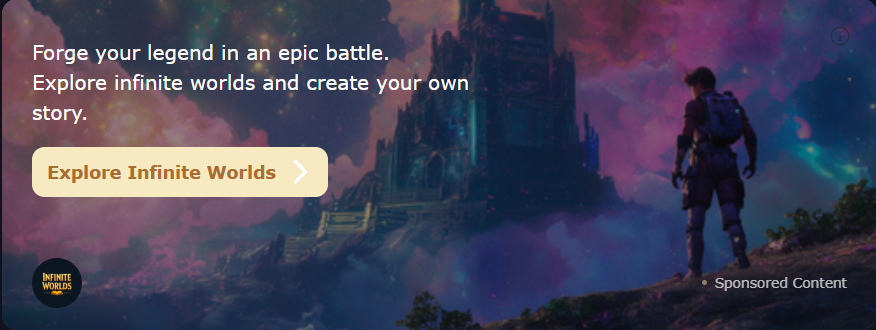 Forge your legend in an epic battle.
Explore infinite worlds and create your own
story.
Explore Infinite Worlds
INFINITE
WORLDS
• Sponsored Content